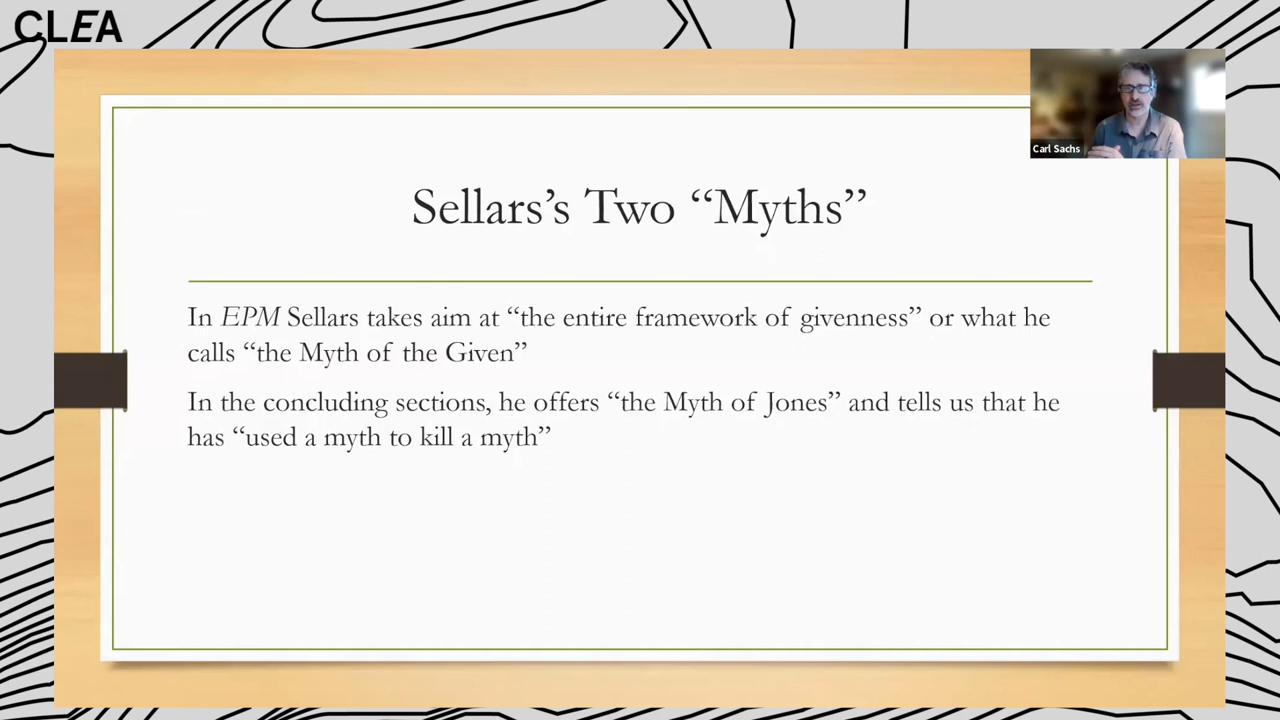 CLEA
Carl Sachs
Sellars’s Two “Myths”
In EPM Sellars takes aim at “the entire framework of givenness” or what he
calls “the Myth of the Given”
In the concluding sections, he offers “the Myth of Jones” and tells us that he
has “used a myth to kill a myth”